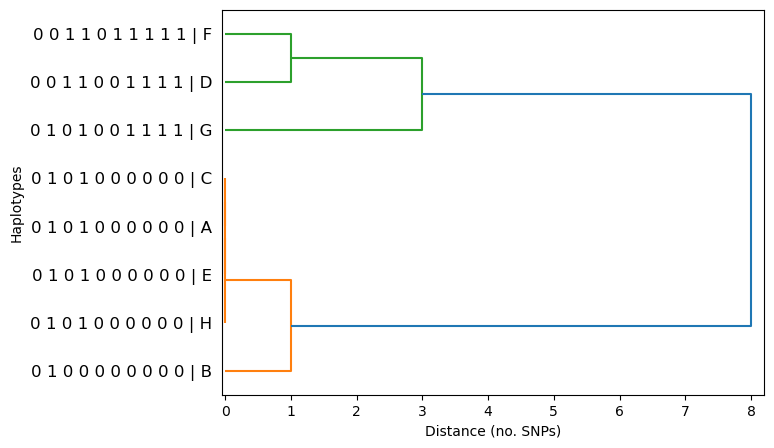 0 0 1 1 0 1 1 1 1 1 | F
0 0 1 1 0 0 1 1 1 1 | D
0 1 0 1 0 0 1 1 1 1 | G
0 1 0 1 0 0 0 0 0 0 | C
0 1 0 1 0 0 0 0 0 0 | A
0 1 0 1 0 0 0 0 0 0 | E
0 1 0 1 0 0 0 0 0 0 | H
0 1 0 0 0 0 0 0 0 0 | B
Haplotypes
0 1 2 3 4 5 6 7 8
Distance (no. SNPs)